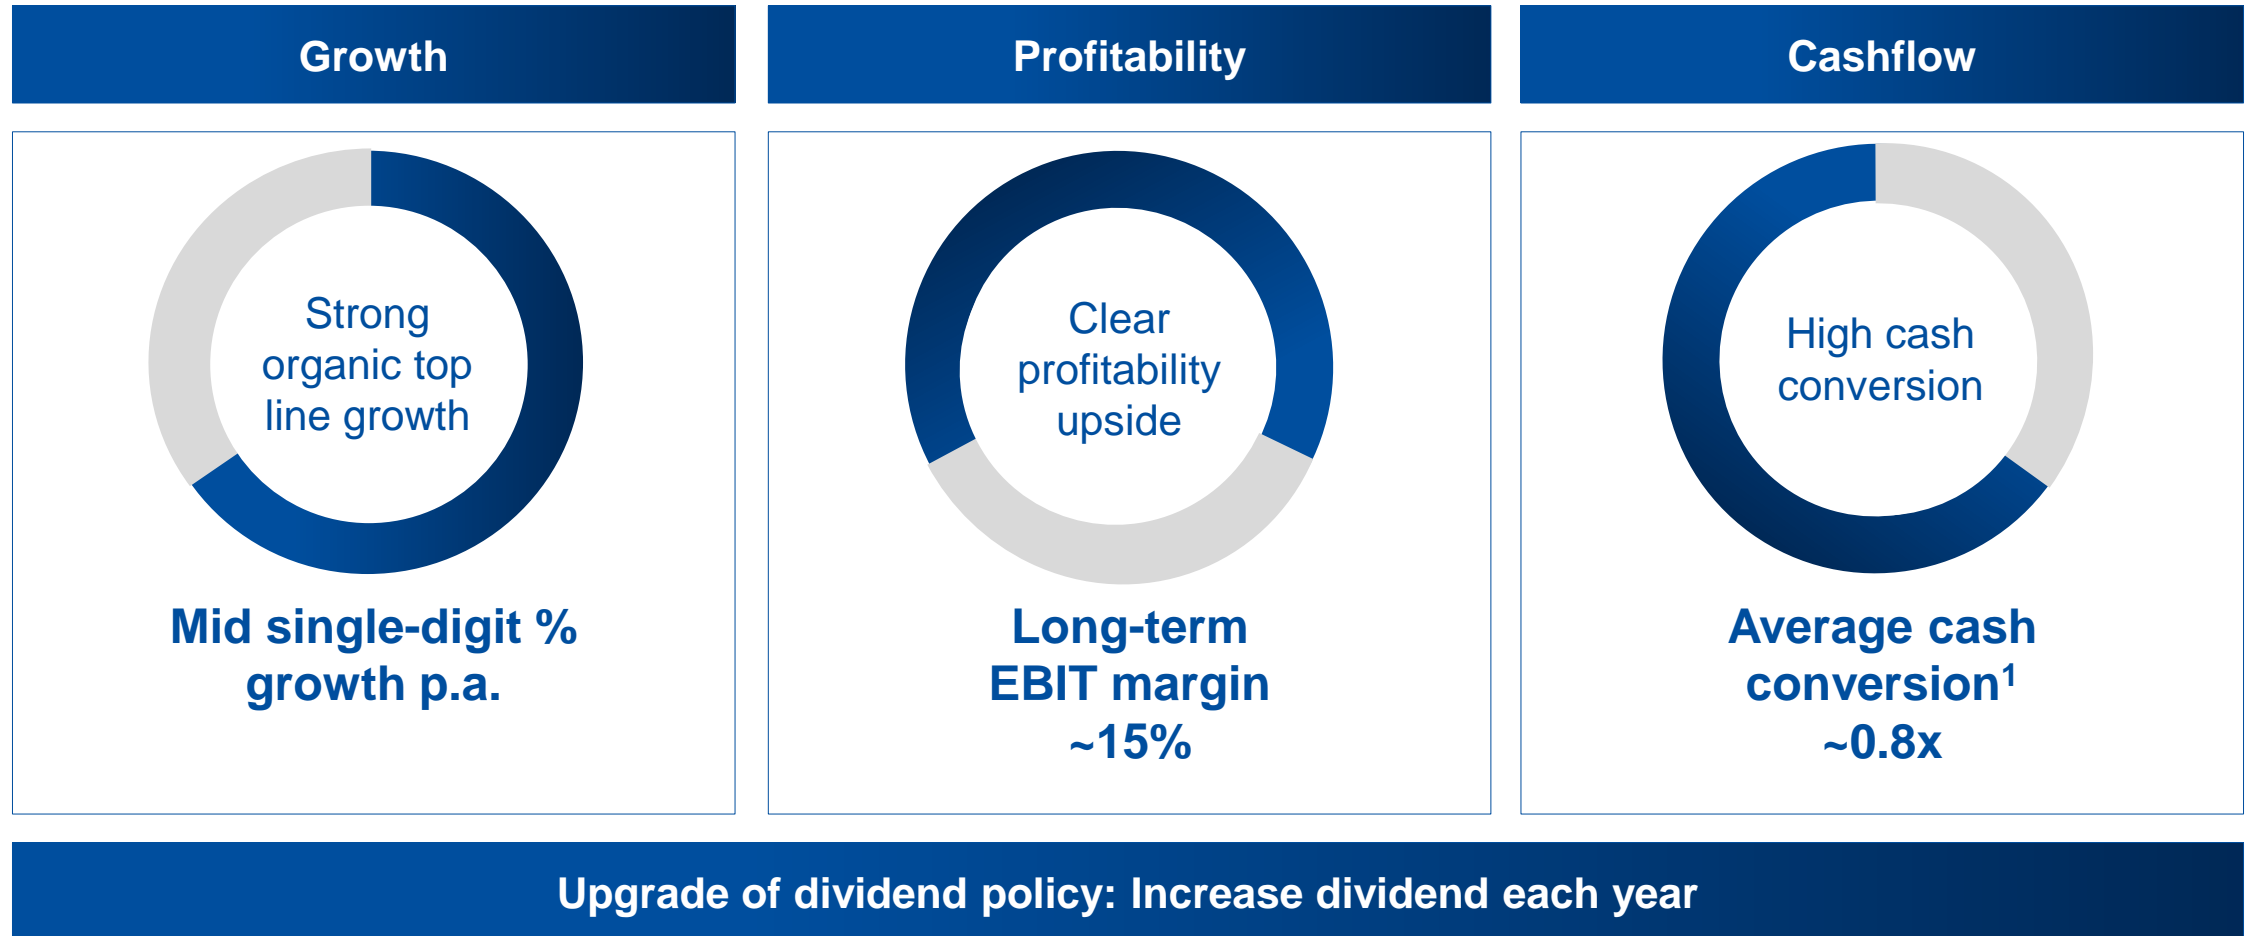 Growth
Strong
organic top
line growth
Mid single-digit %
growth p.a.
Profitability
Clear
profitability
upside
Long-term
EBIT margin
~15%
Cashflow
High cash
conversion
Average cash
conversion¹
~0.8x
Upgrade of dividend policy: Increase dividend each year